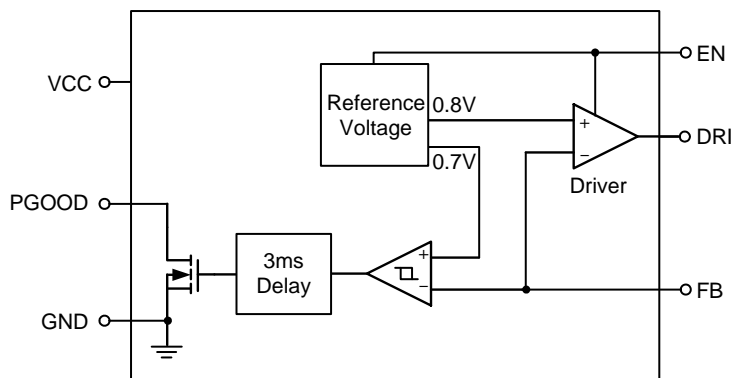 EN
VCC
Reference
Voltage
0.8V
+
−
DRI
0.7V
Driver
PGOOD
3ms
Delay
+
−
FB
GND